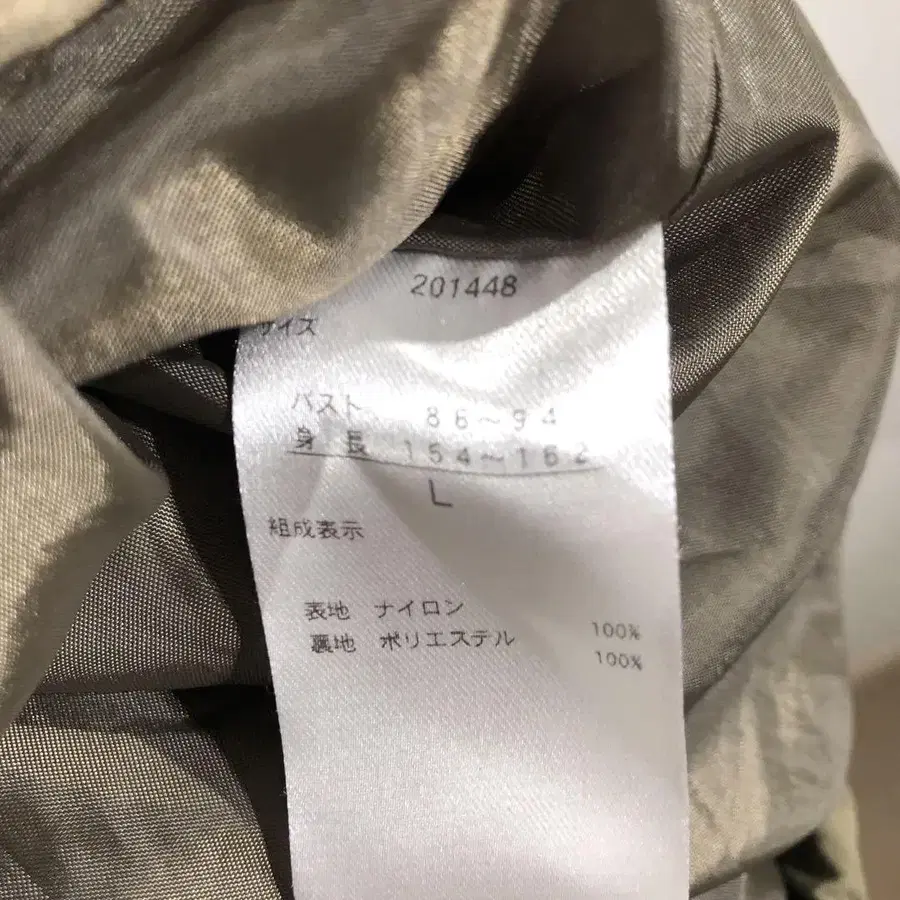 201448
サイズ
バスト 86～94
身長 154～162
L
組成表示
表地 ナイロン 100%
裏地 ポリエステル 100%